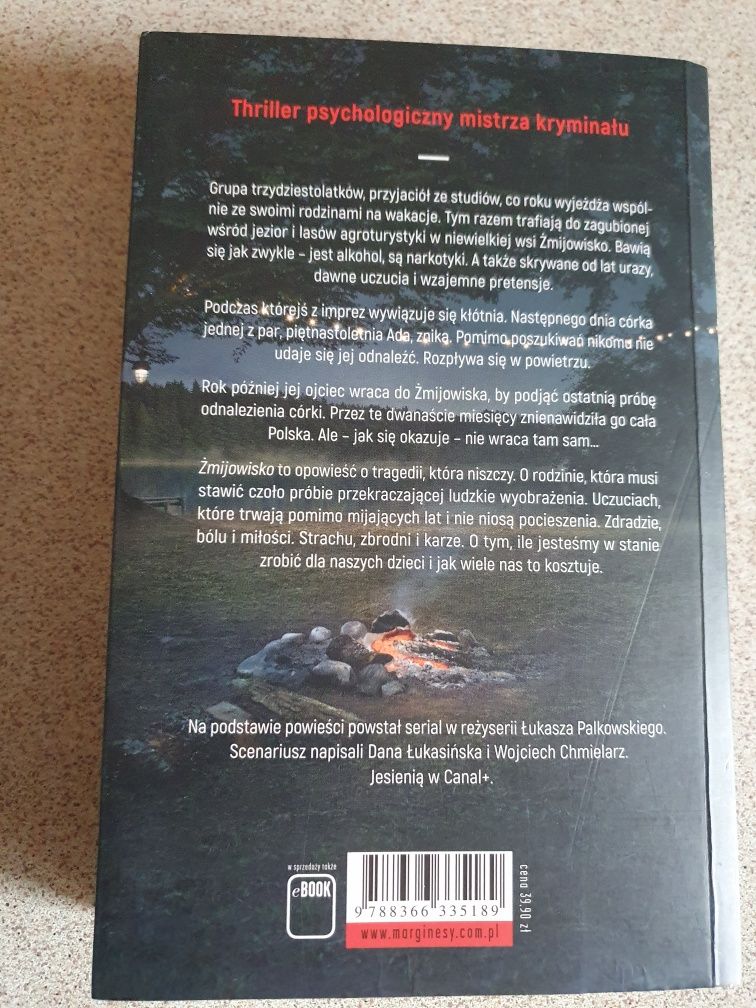 Thriller psychologiczny mistrza kryminału
Grupa trzydziestolatków, przyjaciół ze studiów, co roku wyjeżdża wspól-
nie ze swoimi rodzinami na wakacje. Tym razem trafiają do zagubionej
wśród jezior i lasów agroturystyki w niewielkiej wsi Żmijowisko. Bawią
się jak zwykle – jest alkohol, są narkotyki. A także skrywane od lat urazy,
dawne uczucia i wzajemne pretensje.
Podczas którejś z imprez wywiązuje się kłótnia. Następnego dnia córka
jednej z par, piętnastoletnia Ada, znika. Pomimo poszukiwań nikomu nie
udaje się jej odnaleźć. Rozpływa się w powietrzu.
Rok później jej ojciec wraca do Żmijowiska, by podjąć ostatnią próbę
odnalezienia córki. Przez te dwanaście miesięcy znienawidziła go cała
Polska. Ale – jak się okazuje – nie wraca tam sam...
Żmijowisko to opowieść o tragedii, która niszczy. O rodzinie, która musi
stawić czoło próbie przekraczającej ludzkie wyobrażenia. Uczuciach,
które trwają pomimo mijających lat i nie niosą pocieszenia. Zdradzie,
bólu i miłości. Strachu, zbrodni i karze. O tym, ile jesteśmy w stanie
zrobić dla naszych dzieci i jak wiele nas to kosztuje.
Na podstawie powieści powstał serial w reżyserii Łukasza Palkowskiego.
Scenariusz napisali Dana Łukasińska i Wojciech Chmielarz.
Jesienią w Canal+.
w sprzedaży także
eBOOK
9 788366 335189
www.marginesy.com.pl
cena 39,90 zł